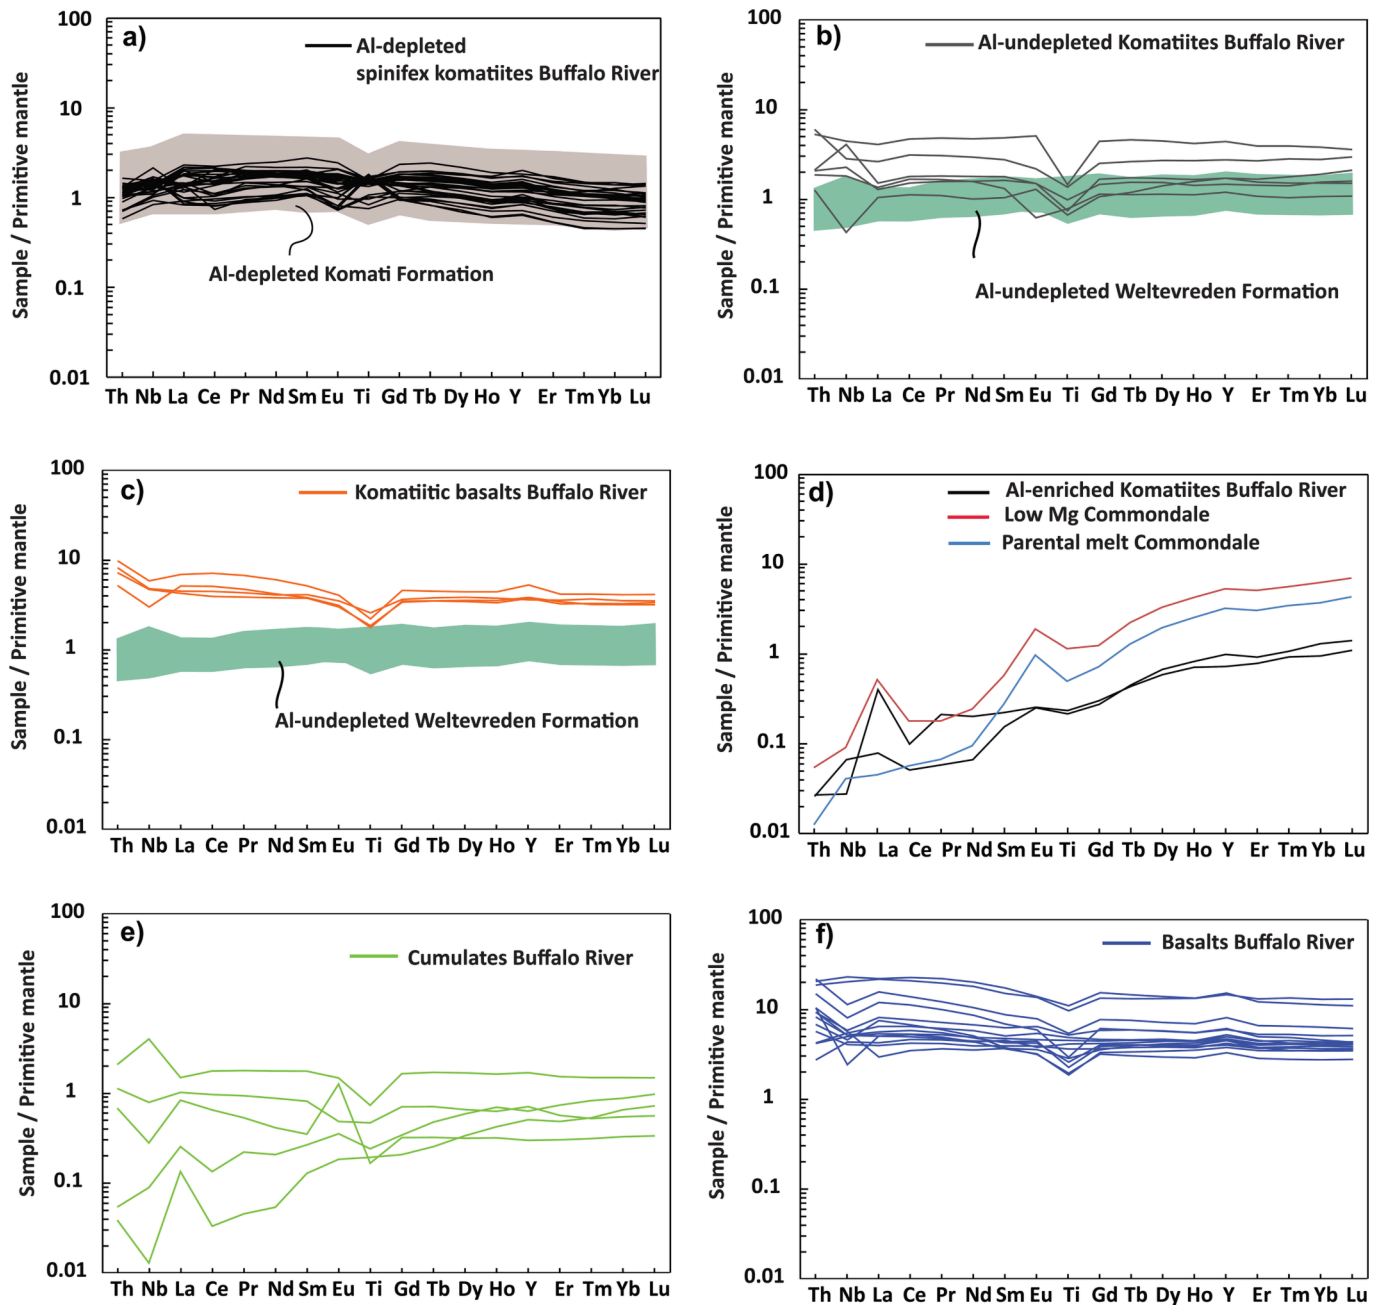 a)
Al-depleted
spinifex komatiites Buffalo River
Al-depleted Komati Formation
Sample / Primitive mantle
100
10
1
0.1
0.01
Th Nb La Ce Pr Nd Sm Eu Ti Gd Tb Dy Ho Y Er Tm Yb Lu
b)
Al-undepleted Komatiites Buffalo River
Al-undepleted Weltevreden Formation
Sample / Primitive mantle
100
10
1
0.1
0.01
Th Nb La Ce Pr Nd Sm Eu Ti Gd Tb Dy Ho Y Er Tm Yb Lu
c)
Komatiitic basalts Buffalo River
Al-undepleted Weltevreden Formation
Sample / Primitive mantle
100
10
1
0.1
0.01
Th Nb La Ce Pr Nd Sm Eu Ti Gd Tb Dy Ho Y Er Tm Yb Lu
d)
Al-enriched Komatiites Buffalo River
Low Mg Commondale
Parental melt Commondale
Sample / Primitive mantle
100
10
1
0.1
0.01
Th Nb La Ce Pr Nd Sm Eu Ti Gd Tb Dy Ho Y Er Tm Yb Lu
e)
Cumulates Buffalo River
Sample / Primitive mantle
100
10
1
0.1
0.01
Th Nb La Ce Pr Nd Sm Eu Ti Gd Tb Dy Ho Y Er Tm Yb Lu
f)
Basalts Buffalo River
Sample / Primitive mantle
100
10
1
0.1
0.01
Th Nb La Ce Pr Nd Sm Eu Ti Gd Tb Dy Ho Y Er Tm Yb Lu